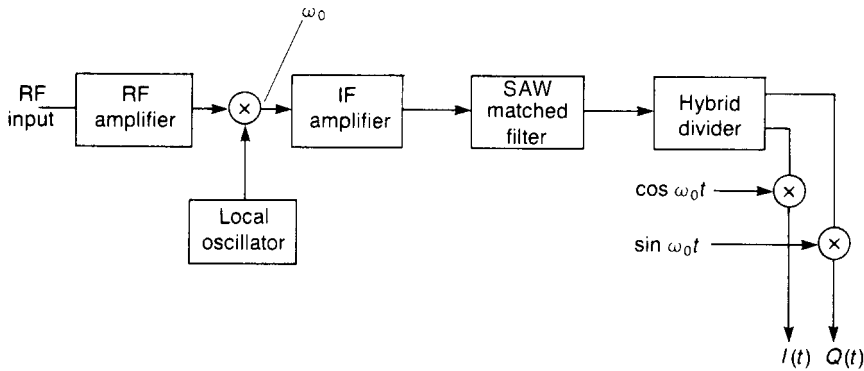 ω₀
RF
input
RF
amplifier
×
IF
amplifier
SAW
matched
filter
Hybrid
divider
Local
oscillator
cos ω₀t
×
sin ω₀t
×
I(t)
Q(t)